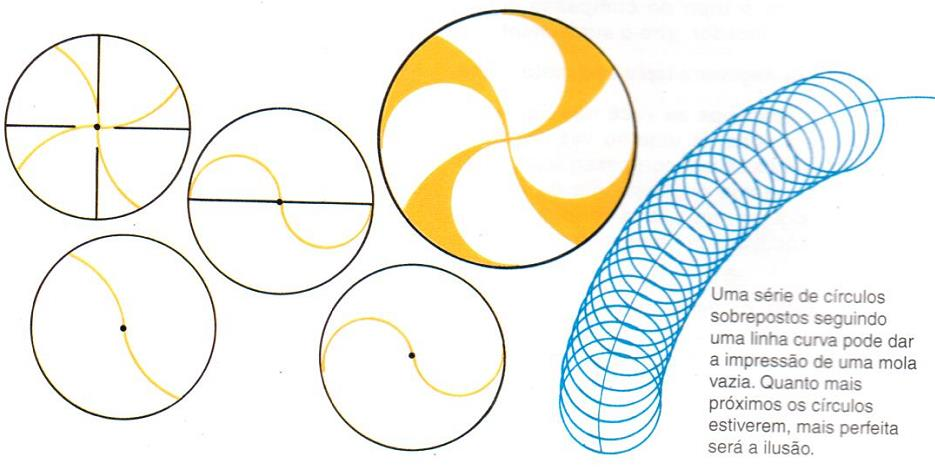 Uma série de círculos
sobrepostos seguindo
uma linha curva pode dar
a impressão de uma mola
vazia. Quanto mais
próximos os círculos
estiverem, mais perfeita
será a ilusão.